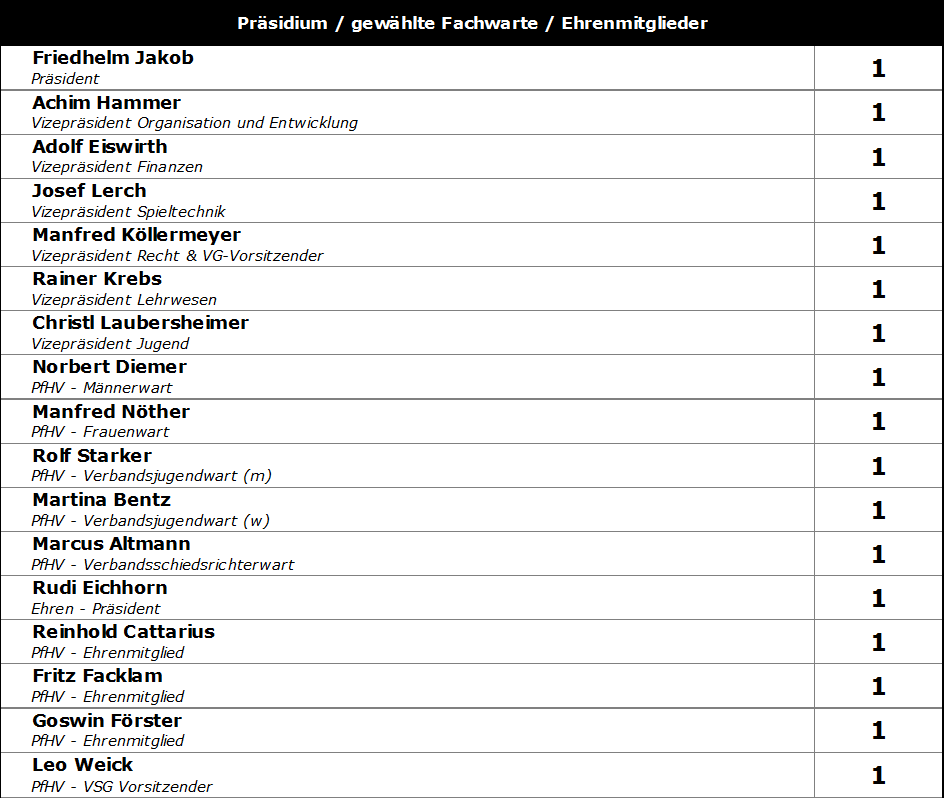 Präsidium / gewählte Fachwarte / Ehrenmitglieder
Friedhelm Jakob
Präsident
1
Achim Hammer
Vizepräsident Organisation und Entwicklung
1
Adolf Eiswirth
Vizepräsident Finanzen
1
Josef Lerch
Vizepräsident Spieltechnik
1
Manfred Köllermeyer
Vizepräsident Recht & VG-Vorsitzender
1
Rainer Krebs
Vizepräsident Lehrwesen
1
Christl Laubersheimer
Vizepräsident Jugend
1
Norbert Diemer
PfHV - Männerwart
1
Manfred Nöther
PfHV - Frauenwart
1
Rolf Starker
PfHV - Verbandsjugendwart (m)
1
Martina Bentz
PfHV - Verbandsjugendwart (w)
1
Marcus Altmann
PfHV - Verbandsschiedsrichterwart
1
Rudi Eichhorn
Ehren - Präsident
1
Reinhold Cattarius
PfHV - Ehrenmitglied
1
Fritz Facklam
PfHV - Ehrenmitglied
1
Goswin Förster
PfHV - Ehrenmitglied
1
Leo Weick
PfHV - VSG Vorsitzender
1